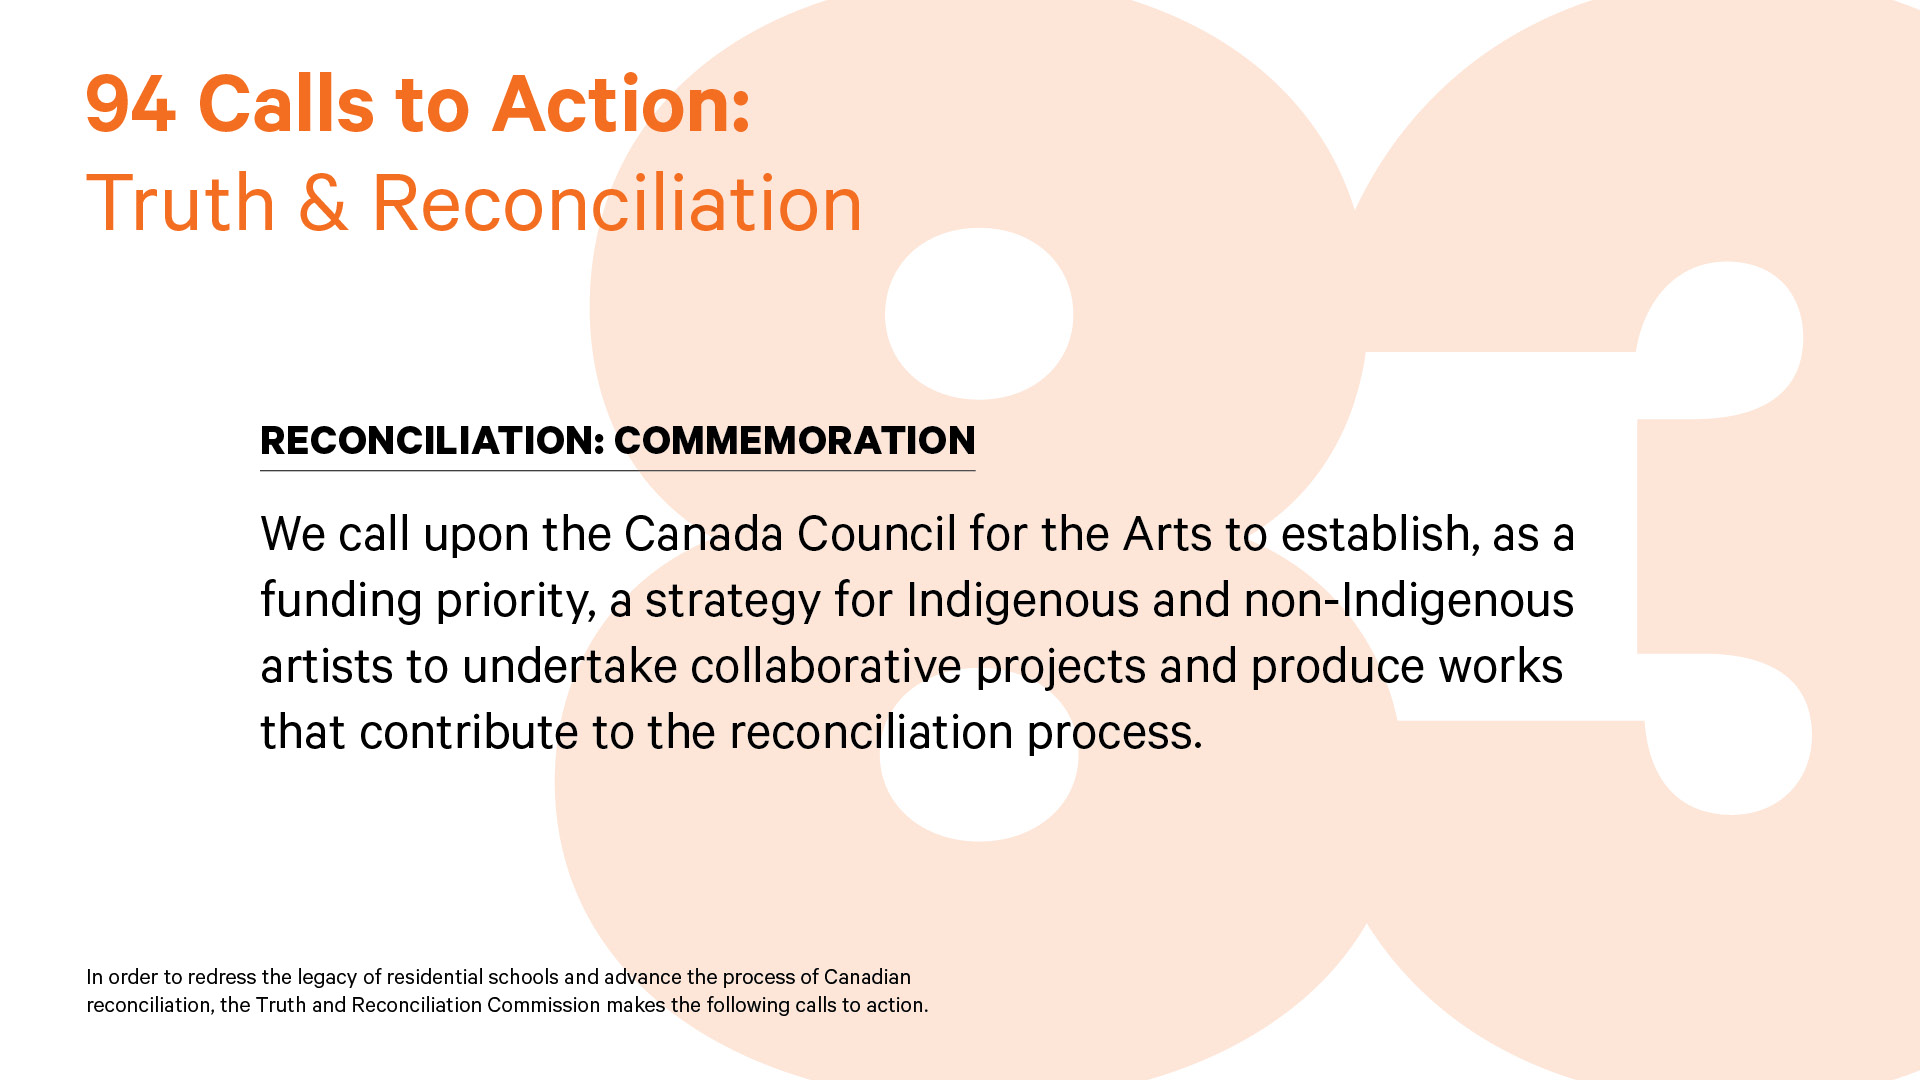 94 Calls to Action:
Truth & Reconciliation
83
RECONCILIATION: COMMEMORATION
We call upon the Canada Council for the Arts to establish, as a
funding priority, a strategy for Indigenous and non-Indigenous
artists to undertake collaborative projects and produce works
that contribute to the reconciliation process.
In order to redress the legacy of residential schools and advance the process of Canadian
reconciliation, the Truth and Reconciliation Commission makes the following calls to action.